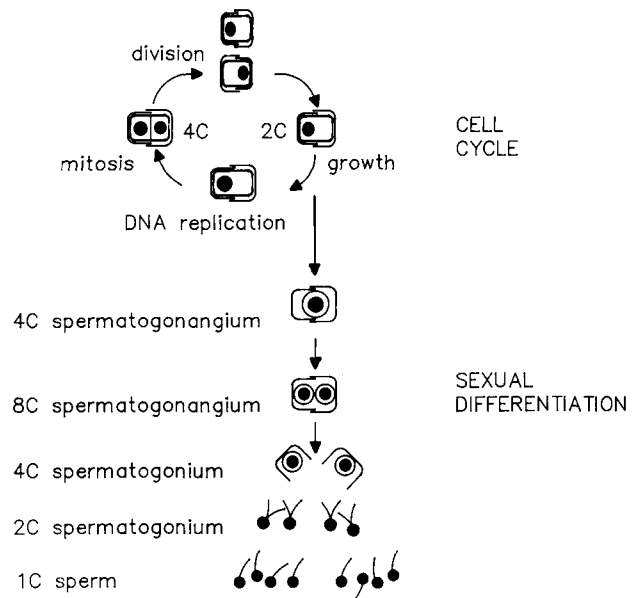 division
4C
2C
CELL
CYCLE
mitosis
growth
DNA replication
4C spermatogonangium
8C spermatogonangium
SEXUAL
DIFFERENTIATION
4C spermatogonium
2C spermatogonium
1C sperm